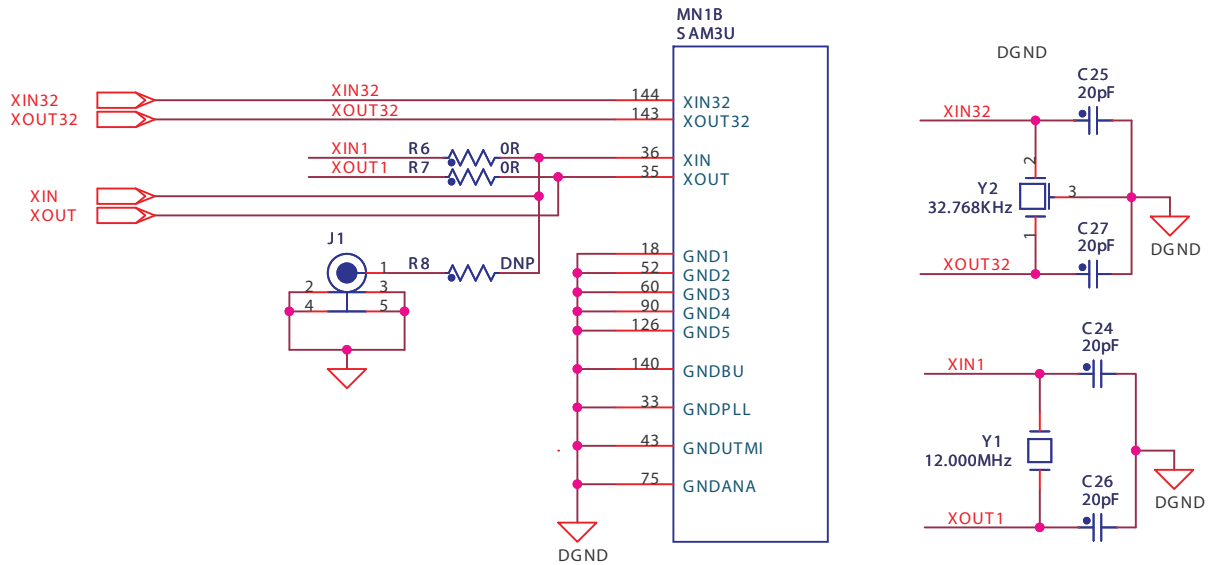 MN1B
SAM3U
XIN32
XOUT32
XIN32
XOUT32
144
143
XIN32
XOUT32
XIN1
XOUT1
R6
R7
0R
0R
36
35
XIN
XOUT
XIN
XOUT
J1
1
R8
DNP
2
3
4
5
18
52
60
90
126
140
33
43
75
GND1
GND2
GND3
GND4
GND5
GNDBU
GNDPLL
GNDUTMI
GNDANA
DGND
DGND
C25
20pF
XIN32
2
Y2
32.768KHz
3
1
C27
20pF
XOUT32
DGND
C24
20pF
XIN1
Y1
12.000MHz
C26
20pF
XOUT1
DGND